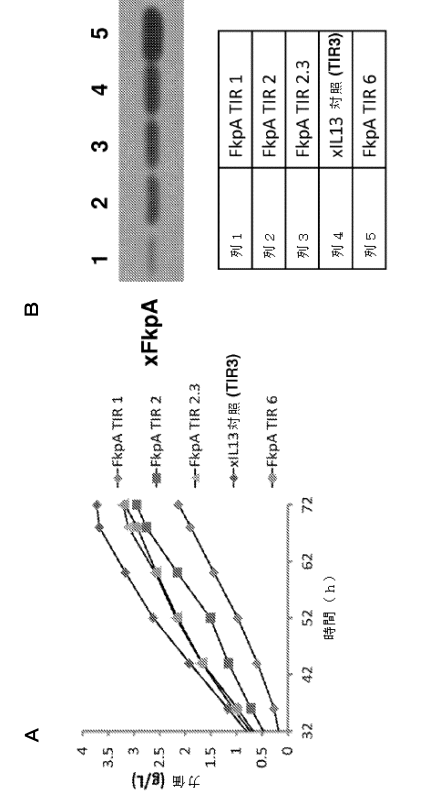 A
力価 (g/L)
4
3.5
3
2.5
2
1.5
1
0.5
0
32
42
52
62
72
時間（h）
FkpA TIR 1
FkpA TIR 2
FkpA TIR 2.3
xIL13 対照 (TIR3)
FkpA TIR 6
B
1 2 3 4 5
xFkpA
列 1 FkpA TIR 1
列 2 FkpA TIR 2
列 3 FkpA TIR 2.3
列 4 xIL13 対照 (TIR3)
列 5 FkpA TIR 6